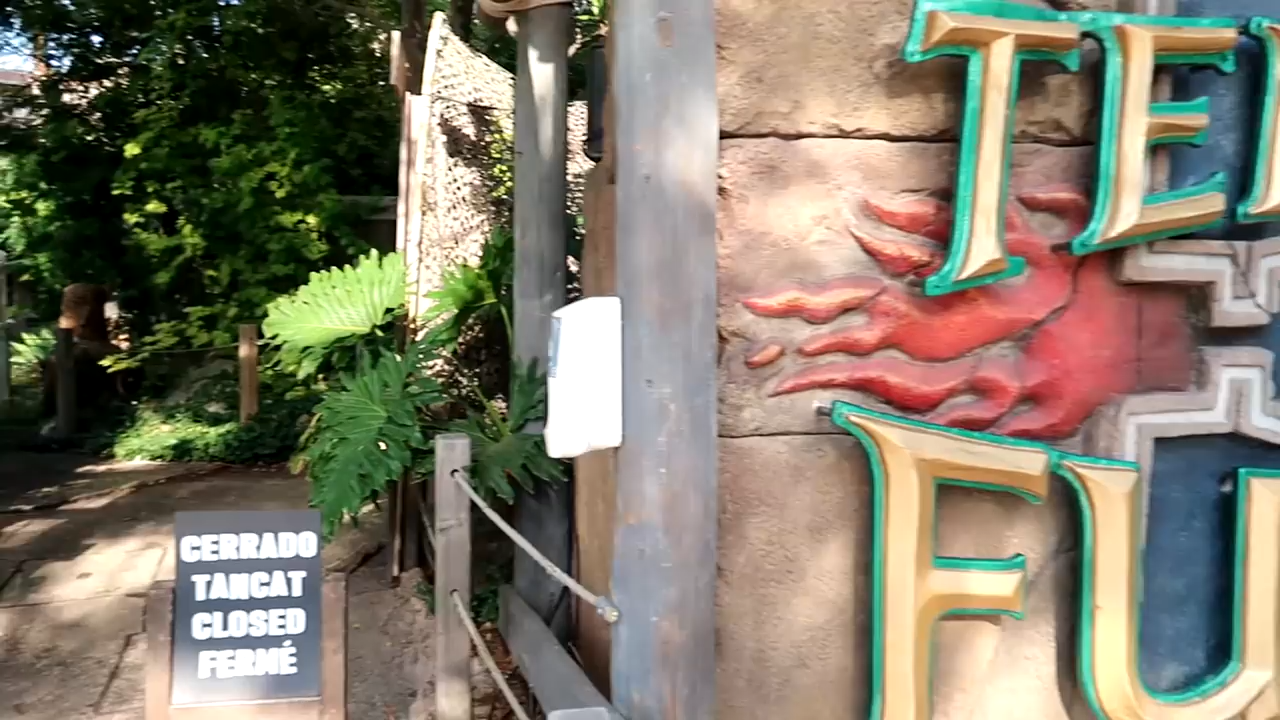 CERRADO
TANCAT
CLOSED
FERMÉ
TE
FU